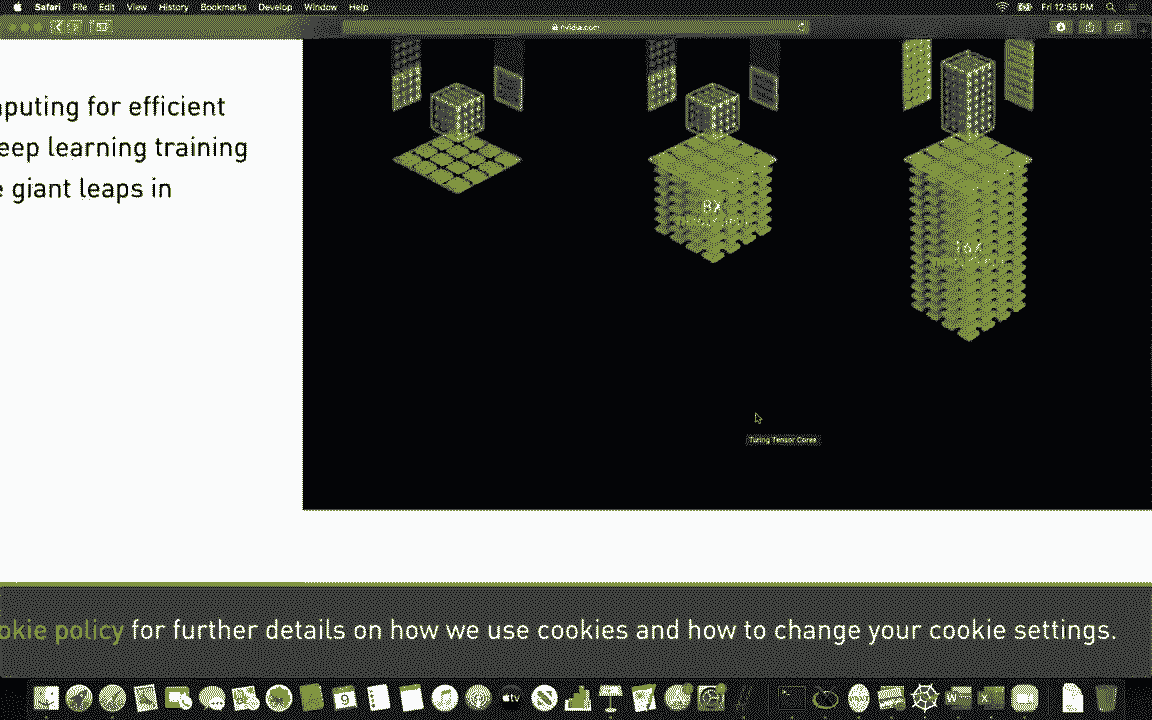 Safari File Edit View History Bookmarks Develop Window Help Fri 12:55 PM
nvidia.com
nputing for efficient
eep learning training
e giant leaps in
8X
16X
Turing Tensor Cores
okie policy for further details on how we use cookies and how to change your cookie settings.
9
tv
W X